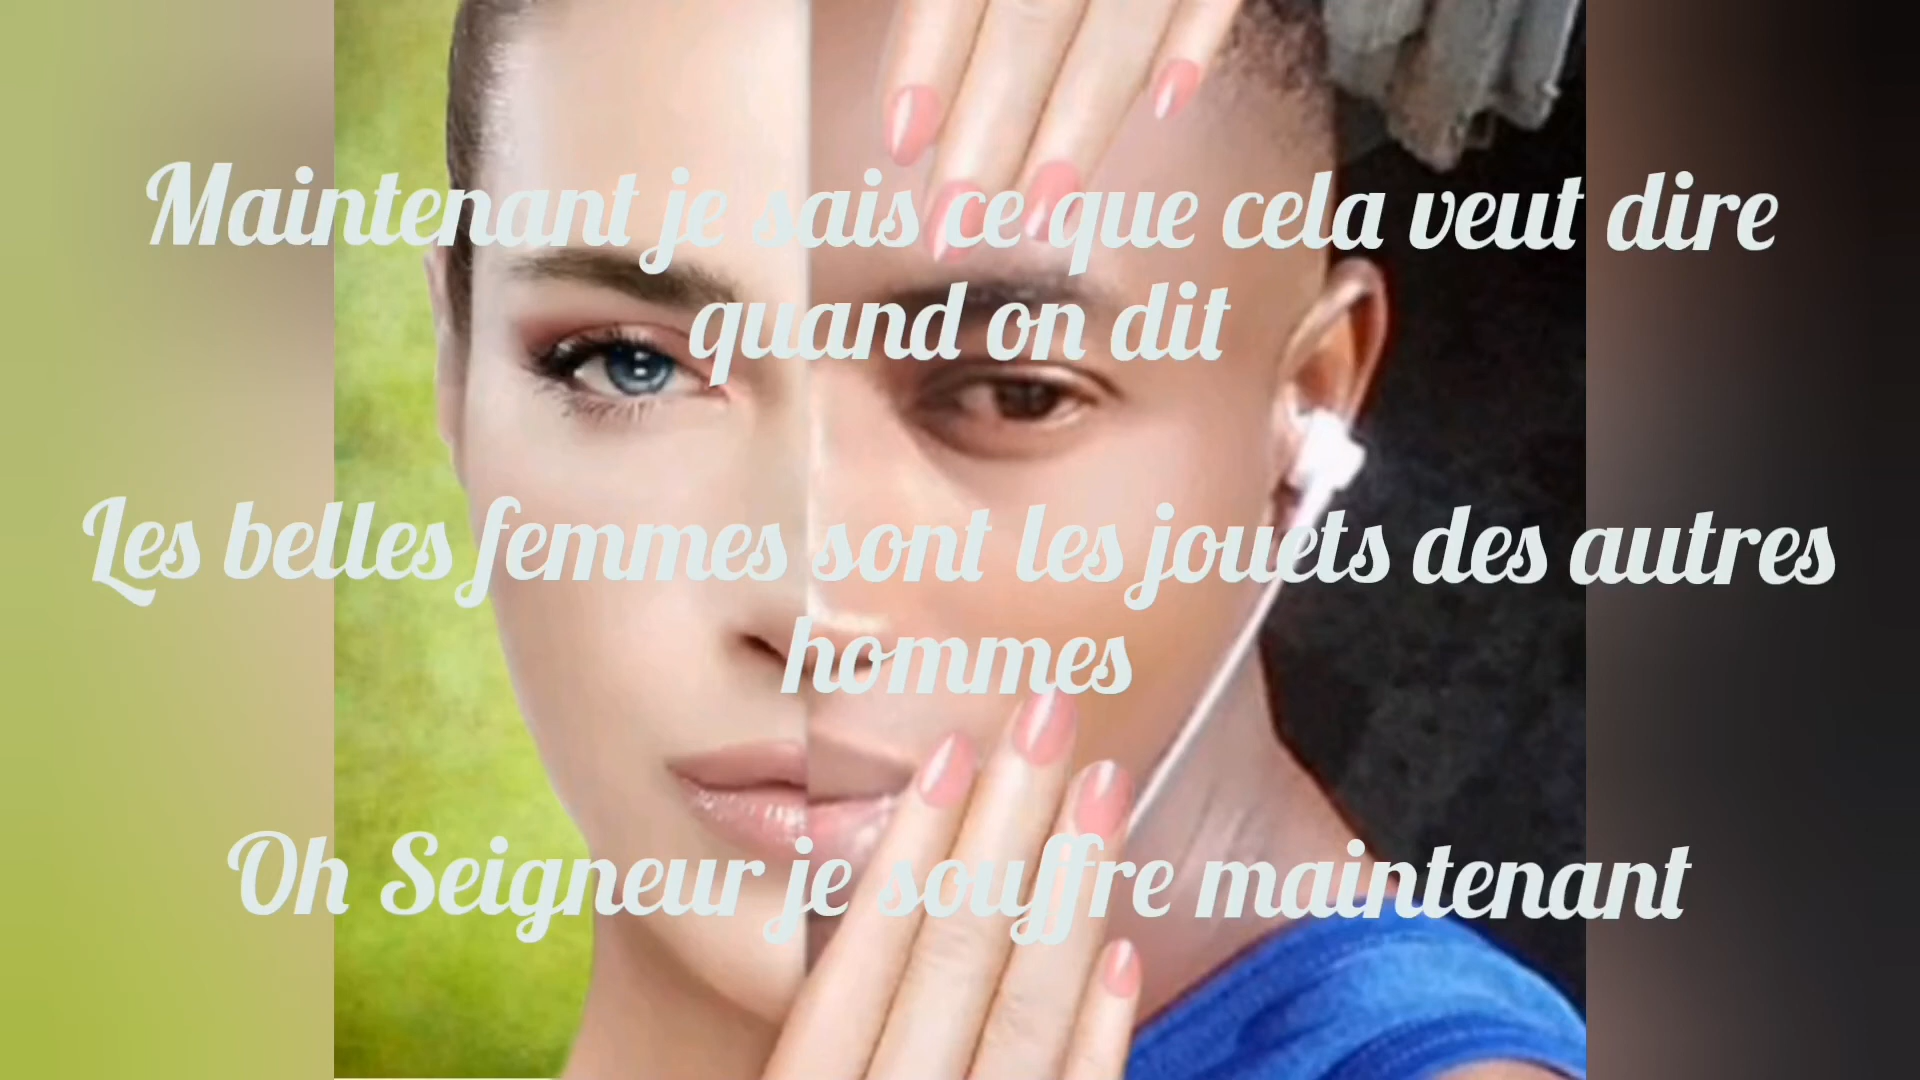 Maintenant je sais ce que cela veut dire
quand on dit
Les belles femmes sont les jouets des autres
hommes
Oh Seigneur je souffre maintenant